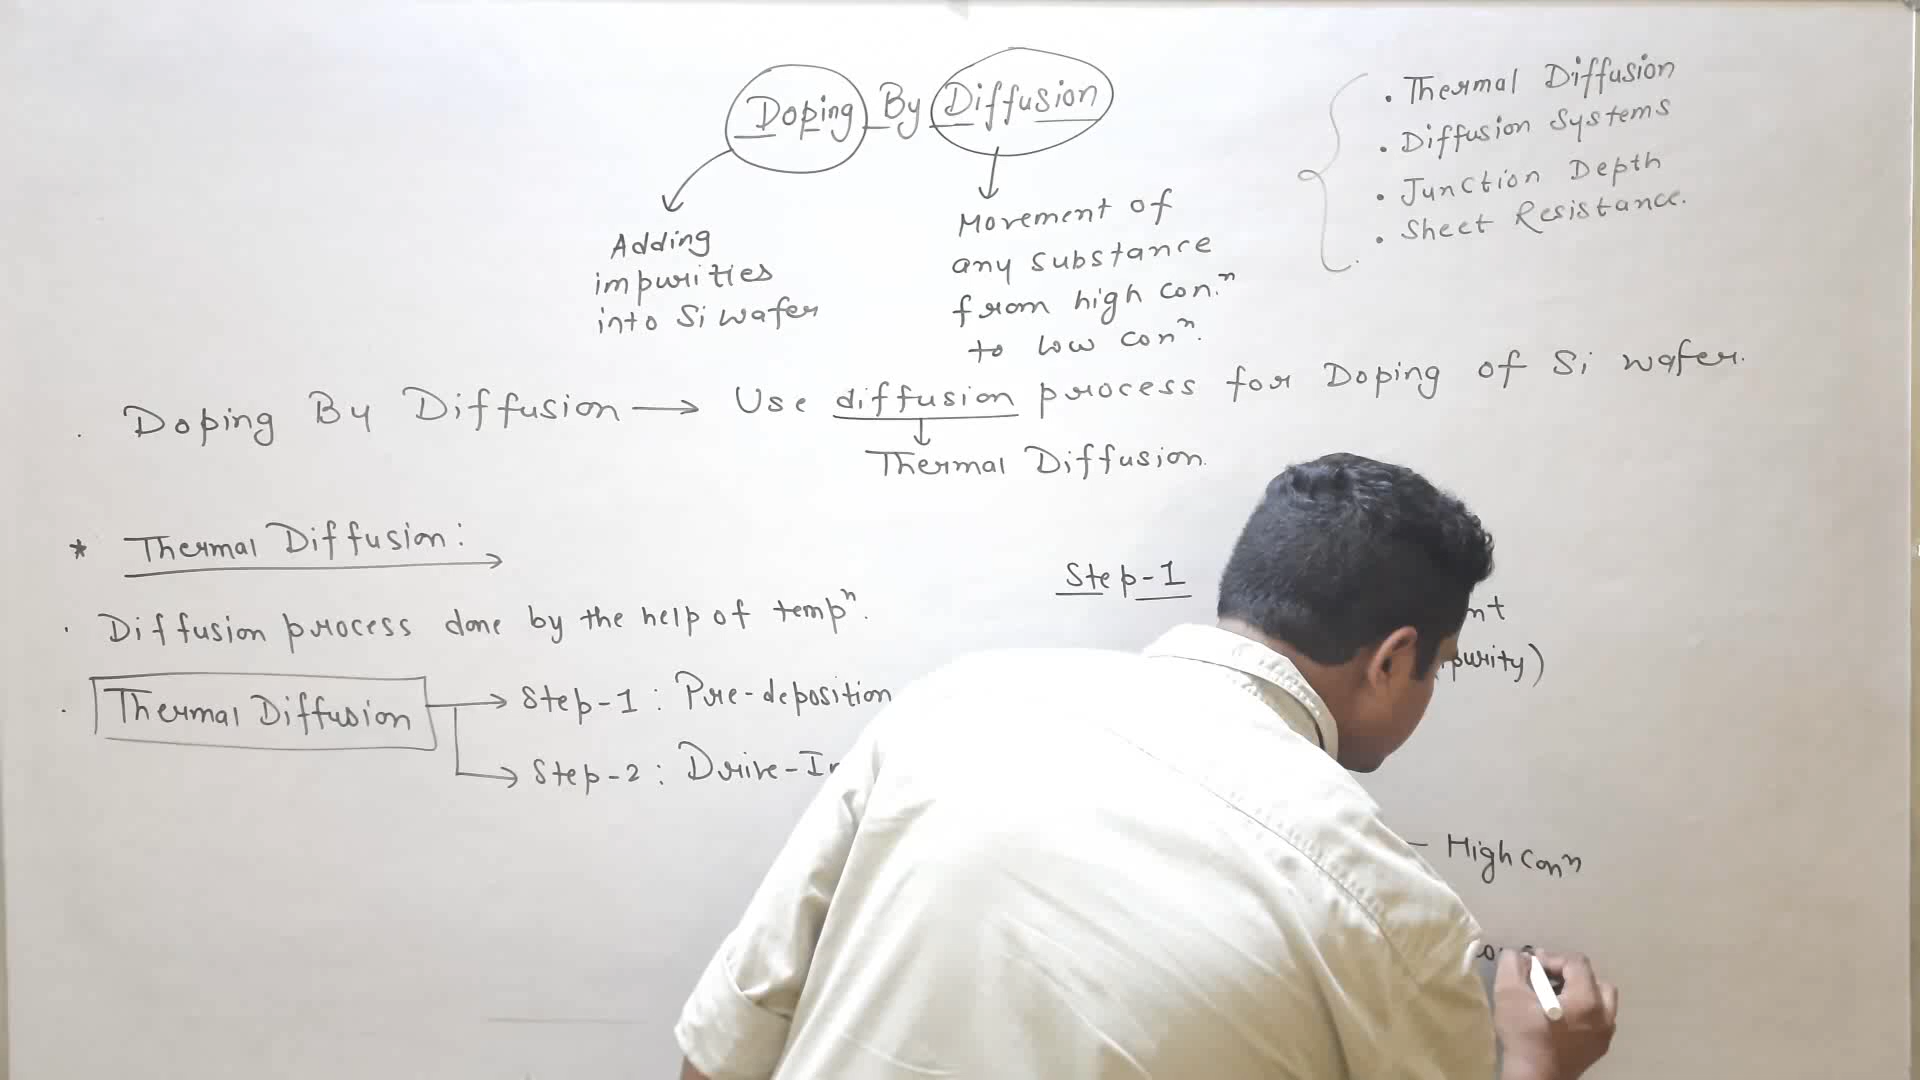 Doping By Diffusion
Adding
impurities
into Si wafer
Movement of
any substance
from high con.ⁿ
to low conⁿ.
. Thermal Diffusion
. Diffusion Systems
. Junction Depth
. Sheet Resistance.
. Doping By Diffusion → Use diffusion process for Doping of Si wafer.
Thermal Diffusion.
* Thermal Diffusion:
. Diffusion process done by the help of tempⁿ.
. Thermal Diffusion
Step-1 : Pre-deposition
Step-2 : Drive-In
Step-1
High Conⁿ